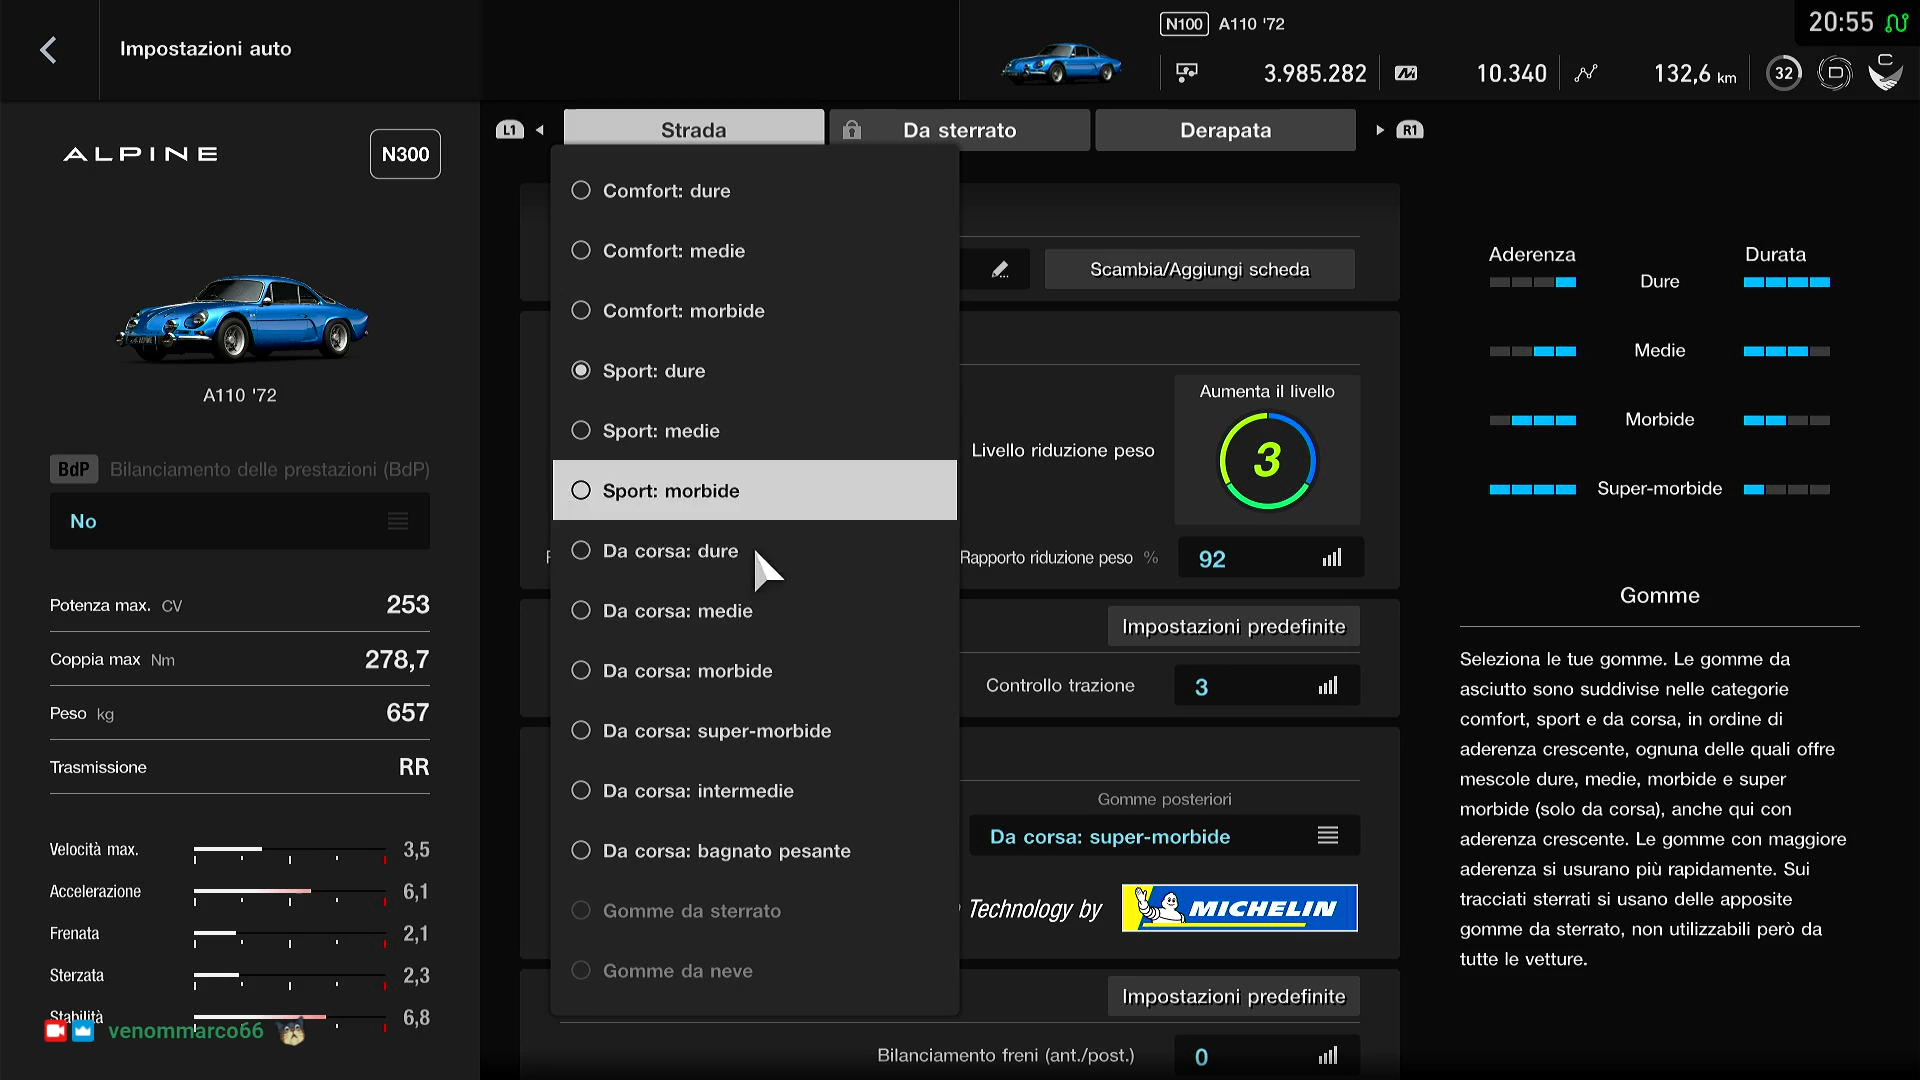 Impostazioni auto
N100 A110 '72
20:55
3.985.282
10.340
132,6 km
32
C
L1
Strada
Da sterrato
Derapata
R1
ALPINE
N300
A110 '72
BdP Bilanciamento delle prestazioni (BdP)
No
Potenza max. CV 253
Coppia max Nm 278,7
Peso kg 657
Trasmissione RR
Velocità max. 3,5
Accelerazione 6,1
Frenata 2,1
Sterzata 2,3
Stabilità 6,8
venommarco66
Comfort: dure
Comfort: medie
Comfort: morbide
Sport: dure
Sport: medie
Sport: morbide
Da corsa: dure
Da corsa: medie
Da corsa: morbide
Da corsa: super-morbide
Da corsa: intermedie
Da corsa: bagnato pesante
Gomme da sterrato
Gomme da neve
Scambia/Aggiungi scheda
Livello riduzione peso
Aumenta il livello
3
Rapporto riduzione peso % 92
Impostazioni predefinite
Controllo trazione 3
Gomme posteriori
Da corsa: super-morbide
Technology by MICHELIN
Impostazioni predefinite
Bilanciamento freni (ant./post.) 0
Aderenza Durata
Dure
Medie
Morbide
Super-morbide
Gomme
Seleziona le tue gomme. Le gomme da
asciutto sono suddivise nelle categorie
comfort, sport e da corsa, in ordine di
aderenza crescente, ognuna delle quali offre
mescole dure, medie, morbide e super
morbide (solo da corsa), anche qui con
aderenza crescente. Le gomme con maggiore
aderenza si usurano più rapidamente. Sui
tracciati sterrati si usano delle apposite
gomme da sterrato, non utilizzabili però da
tutte le vetture.